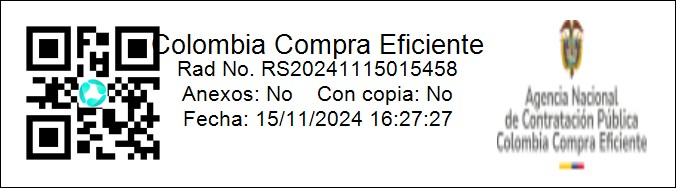 Colombia Compra Eficiente
Rad No. RS20241115015458
Anexos: No Con copia: No
Fecha: 15/11/2024 16:27:27
Agencia Nacional
de Contratación Pública
Colombia Compra Eficiente